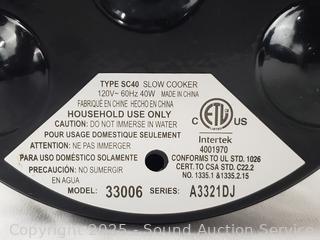 TYPE SC40 SLOW COOKER
120V~ 60Hz 40W MADE IN CHINA
FABRIQUÉ EN CHINE HECHO EN CHINA
HOUSEHOLD USE ONLY
CAUTION: DO NOT IMMERSE IN WATER
POUR USAGE DOMESTIQUE SEULEMENT
ATTENTION: NE PAS IMMERGER
PARA USO DOMÉSTICO SOLAMENTE
PRECAUCIÓN: NO SUMERGIR
EN AGUA
C ETL US
LISTED
Intertek
4001970
CONFORMS TO UL STD. 1026
CERT. TO CSA STD. C22.2
NO. 1335.1 &1335.2.15
MODEL: 33006 SERIES: A3321DJ
© 2025 - Sound Auction Service